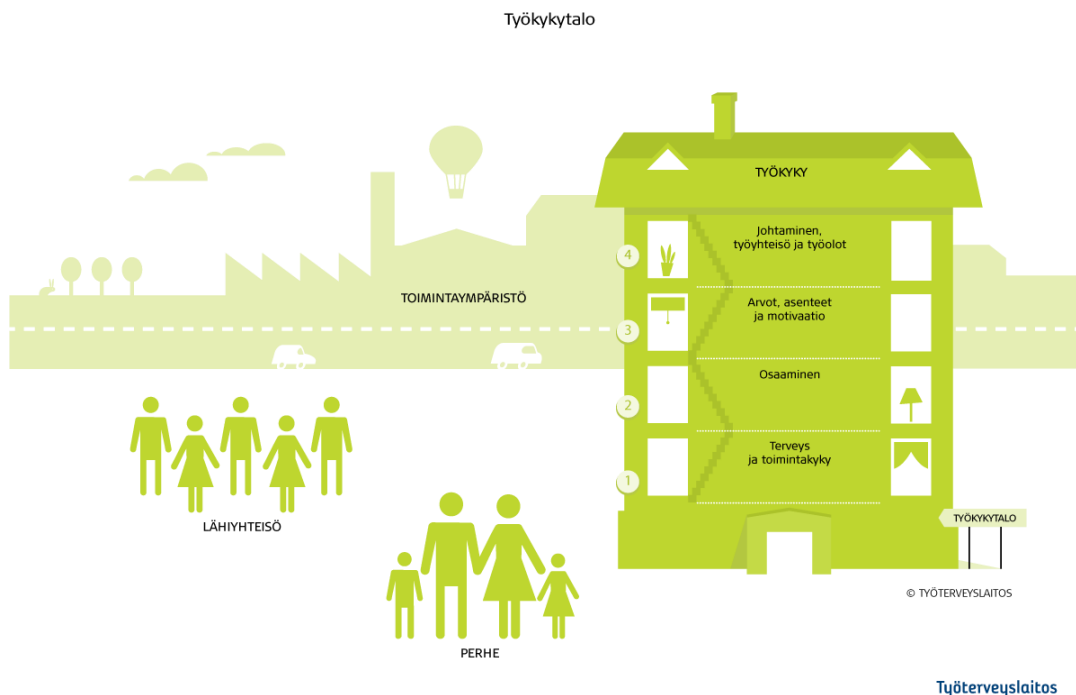 Työkykytalo
TYÖKYKY
4
Johtaminen,
työyhteisö ja työolot
TOIMINTAYMPÄRISTÖ
3
Arvot, asenteet
ja motivaatio
2
Osaaminen
1
Terveys
ja toimintakyky
LÄHIYHTEISÖ
TYÖKYKYTALO
© TYÖTERVEYSLAITOS
PERHE
Työterveyslaitos